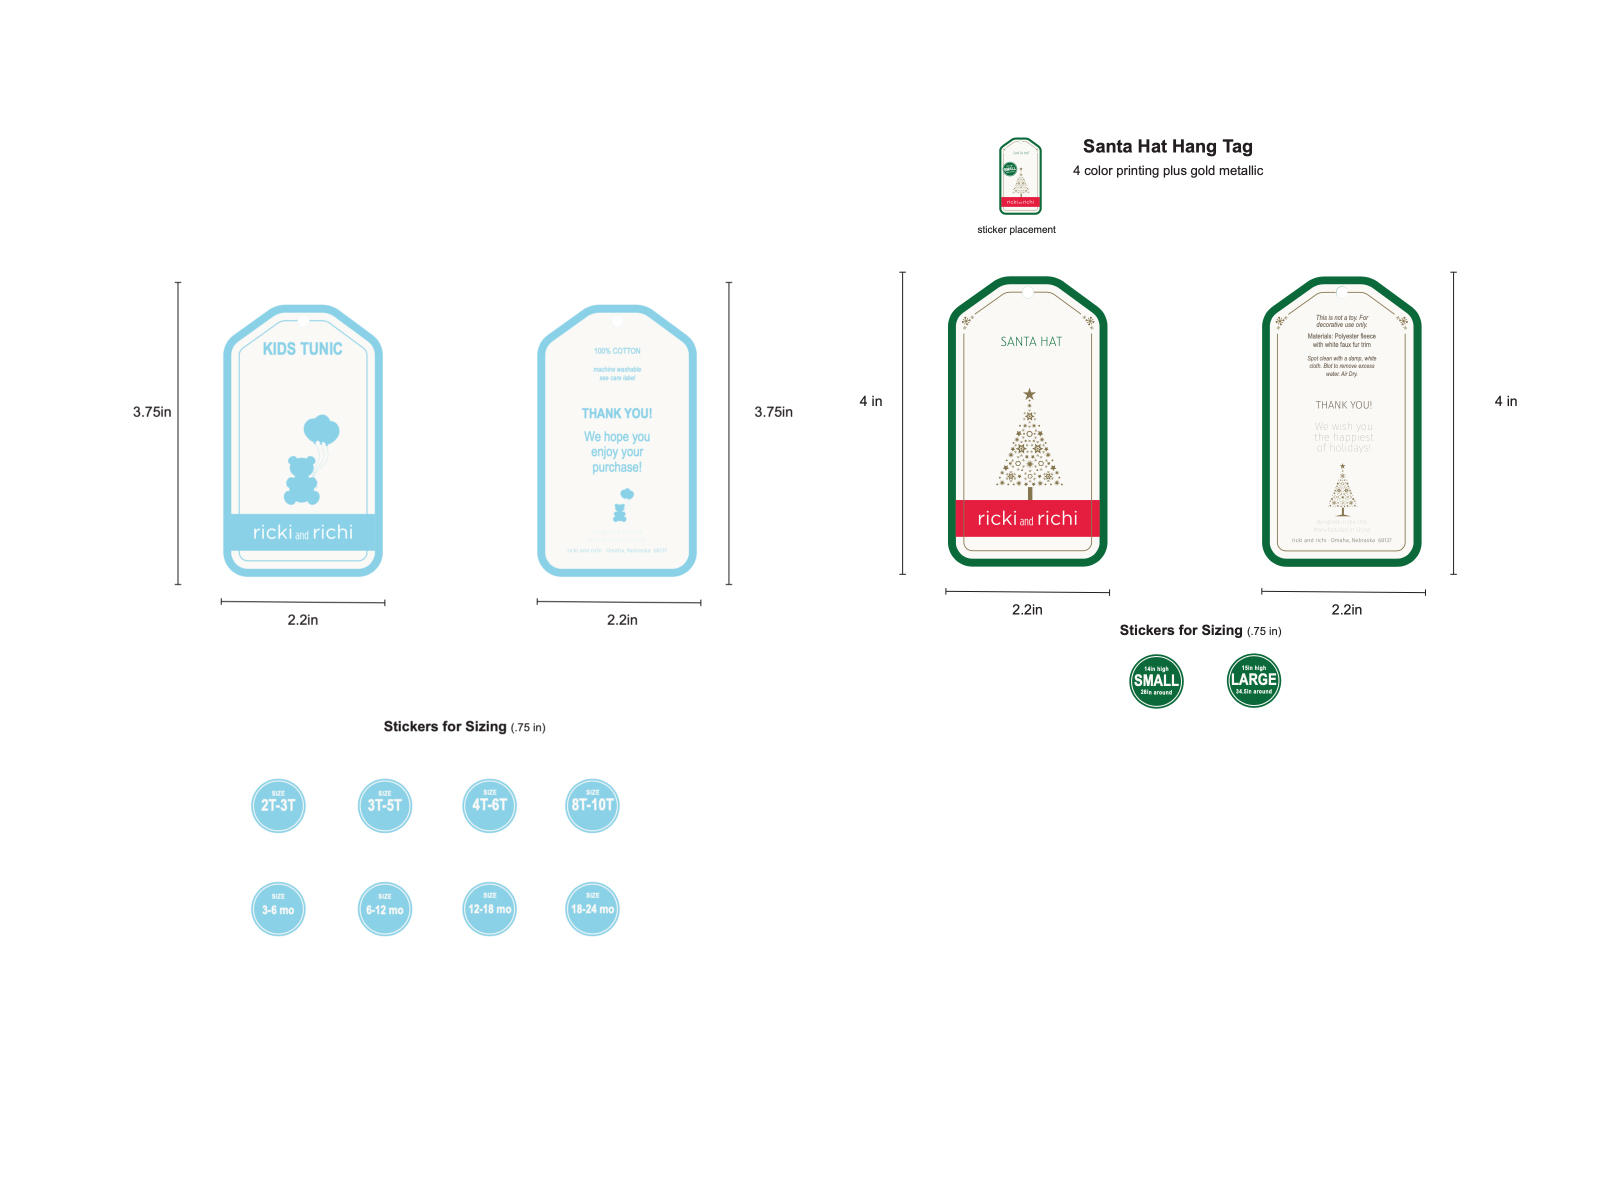 3.75in
KIDS TUNIC
ricki and richi
2.2in
100% COTTON
machine washable
see care label
THANK YOU!
We hope you
enjoy your
purchase!
ricki and richi · Omaha, Nebraska 68137
2.2in
3.75in
Stickers for Sizing (.75 in)
SIZE
2T-3T
SIZE
3T-5T
SIZE
4T-6T
SIZE
8T-10T
SIZE
3-6 mo
SIZE
6-12 mo
SIZE
12-18 mo
SIZE
18-24 mo
SANTA HAT
SMALL
ricki and richi
sticker placement
Santa Hat Hang Tag
4 color printing plus gold metallic
4 in
SANTA HAT
ricki and richi
2.2in
This is not a toy. For
decorative use only.
Materials: Polyester fleece
with white faux fur trim
Spot clean with a damp, white
cloth. Blot to remove excess
water. Air Dry.
THANK YOU!
We wish you
the happiest
of holidays!
ricki and richi · Omaha, Nebraska 68137
2.2in
4 in
Stickers for Sizing (.75 in)
14in high
SMALL
28in around
15in high
LARGE
34.5in around